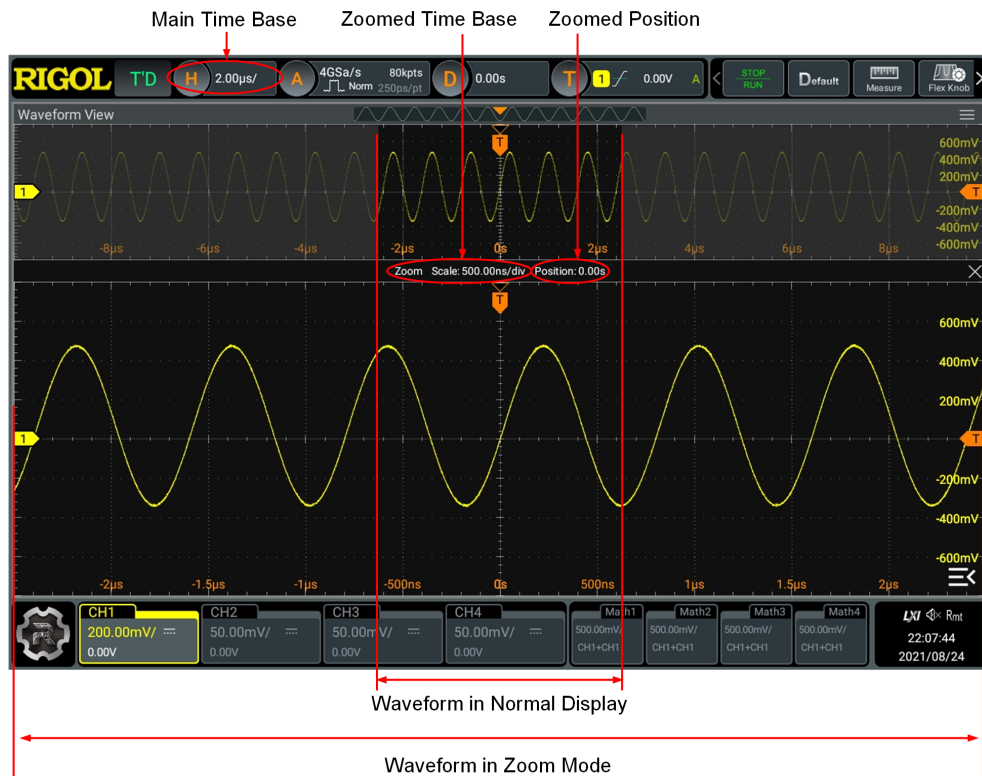 Main Time Base
Zoomed Time Base
Zoomed Position
RIGOL T'D H 2.00µs/ A 4GSa/s 80kpts Norm 250ps/pt D 0.00s T 1 0.00V A STOP RUN Default Measure Flex Knob
Waveform View
T
600mV
400mV
200mV
1 T
-200mV
-400mV
-8µs -6µs -4µs -2µs 0s 2µs 4µs 6µs 8µs -600mV
Zoom Scale: 500.00ns/div Position: 0.00s
T
600mV
400mV
200mV
1 T
-200mV
-400mV
-600mV
-2µs -1.5µs -1µs -500ns 0s 500ns 1µs 1.5µs 2µs
CH1 CH2 CH3 CH4 Math1 Math2 Math3 Math4
200.00mV/ 50.00mV/ 50.00mV/ 50.00mV/ 500.00mV/ 500.00mV/ 500.00mV/ 500.00mV/
0.00V 0.00V 0.00V 0.00V CH1+CH1 CH1+CH1 CH1+CH1 CH1+CH1
LXI Rmt
22:07:44
2021/08/24
R
Waveform in Normal Display
Waveform in Zoom Mode